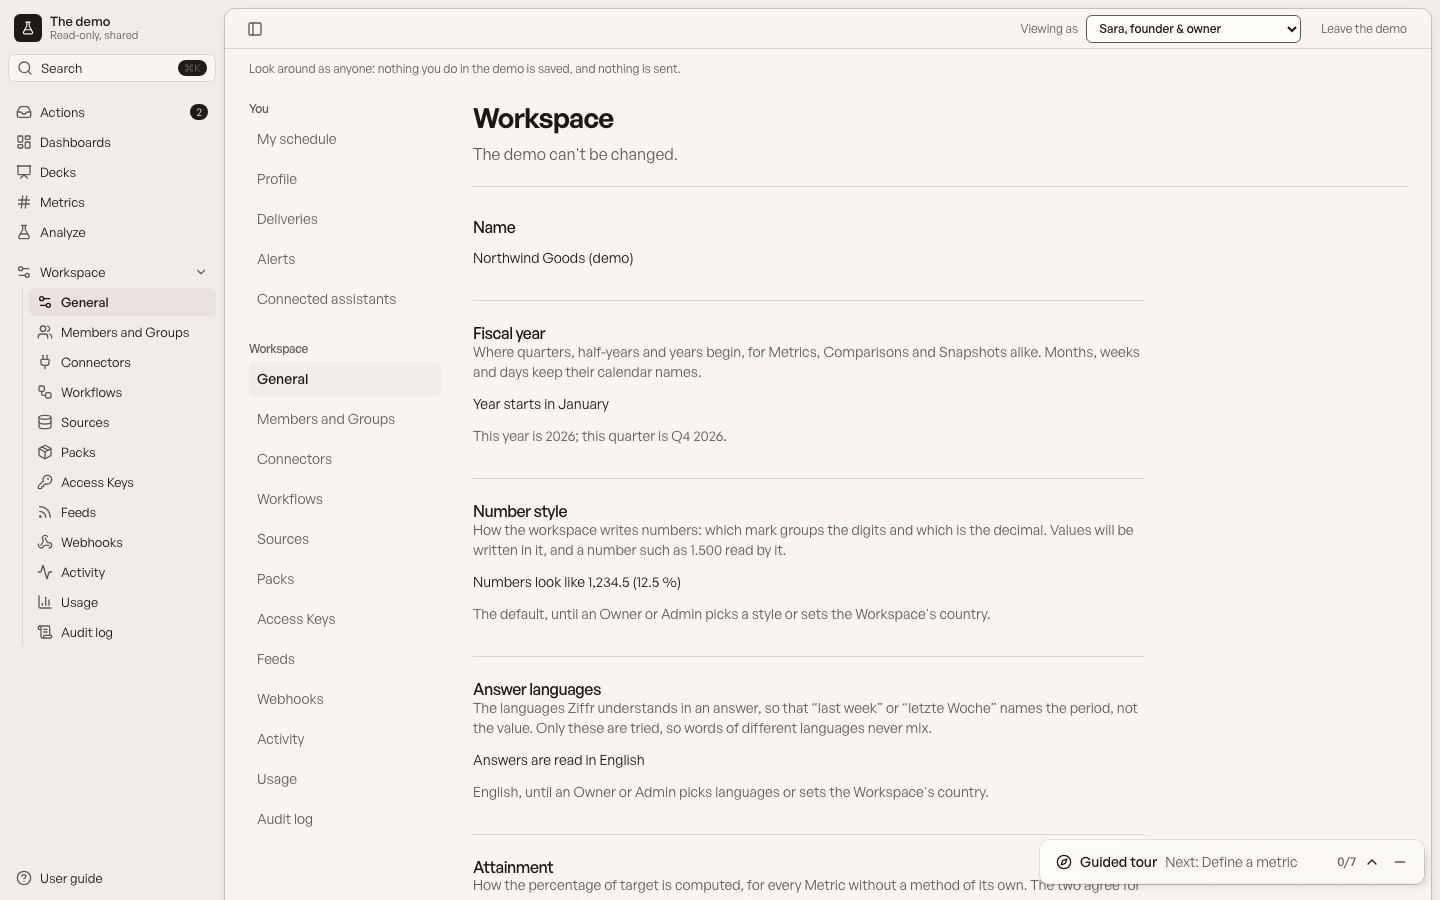 The demo
Read-only, shared
Search
⌘K
Actions
2
Dashboards
Decks
Metrics
Analyze
Workspace
General
Members and Groups
Connectors
Workflows
Sources
Packs
Access Keys
Feeds
Webhooks
Activity
Usage
Audit log
User guide
Viewing as
Sara, founder & owner
Leave the demo
Look around as anyone: nothing you do in the demo is saved, and nothing is sent.
You
My schedule
Profile
Deliveries
Alerts
Connected assistants
Workspace
General
Members and Groups
Connectors
Workflows
Sources
Packs
Access Keys
Feeds
Webhooks
Activity
Usage
Audit log
Workspace
The demo can't be changed.
Name
Northwind Goods (demo)
Fiscal year
Where quarters, half-years and years begin, for Metrics, Comparisons and Snapshots alike. Months, weeks
and days keep their calendar names.
Year starts in January
This year is 2026; this quarter is Q4 2026.
Number style
How the workspace writes numbers: which mark groups the digits and which is the decimal. Values will be
written in it, and a number such as 1.500 read by it.
Numbers look like 1,234.5 (12.5 %)
The default, until an Owner or Admin picks a style or sets the Workspace's country.
Answer languages
The languages Ziffr understands in an answer, so that “last week” or “letzte Woche” names the period, not
the value. Only these are tried, so words of different languages never mix.
Answers are read in English
English, until an Owner or Admin picks languages or sets the Workspace's country.
Attainment
How the percentage of target is computed, for every Metric without a method of its own. The two agree for
Guided tour
Next: Define a metric
0/7